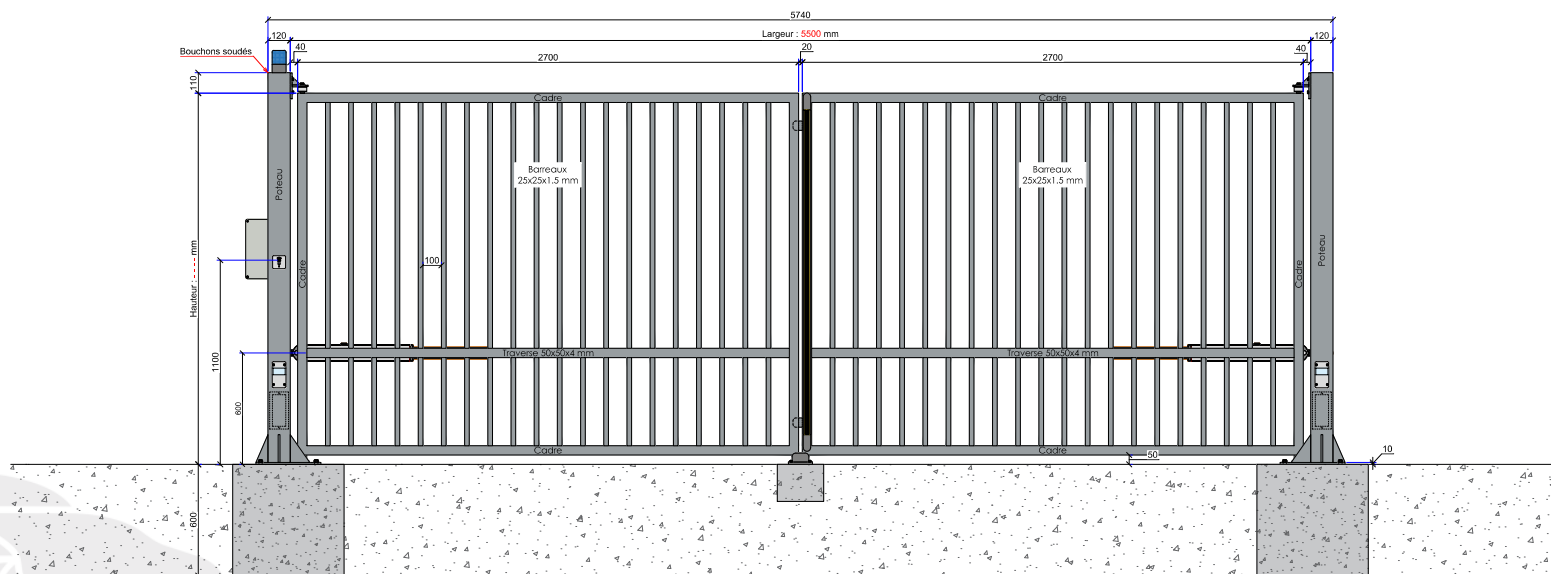 5740
120
Largeur : 5500 mm
120
Bouchons soudés
40
20
40
2700
2700
110
Cadre
Cadre
Barreaux
25x25x1.5 mm
Barreaux
25x25x1.5 mm
Poteau
Poteau
Hauteur : ---- mm
100
Cadre
Cadre
1100
Traverse 50x50x4 mm
Traverse 50x50x4 mm
600
Cadre
Cadre
50
10
600